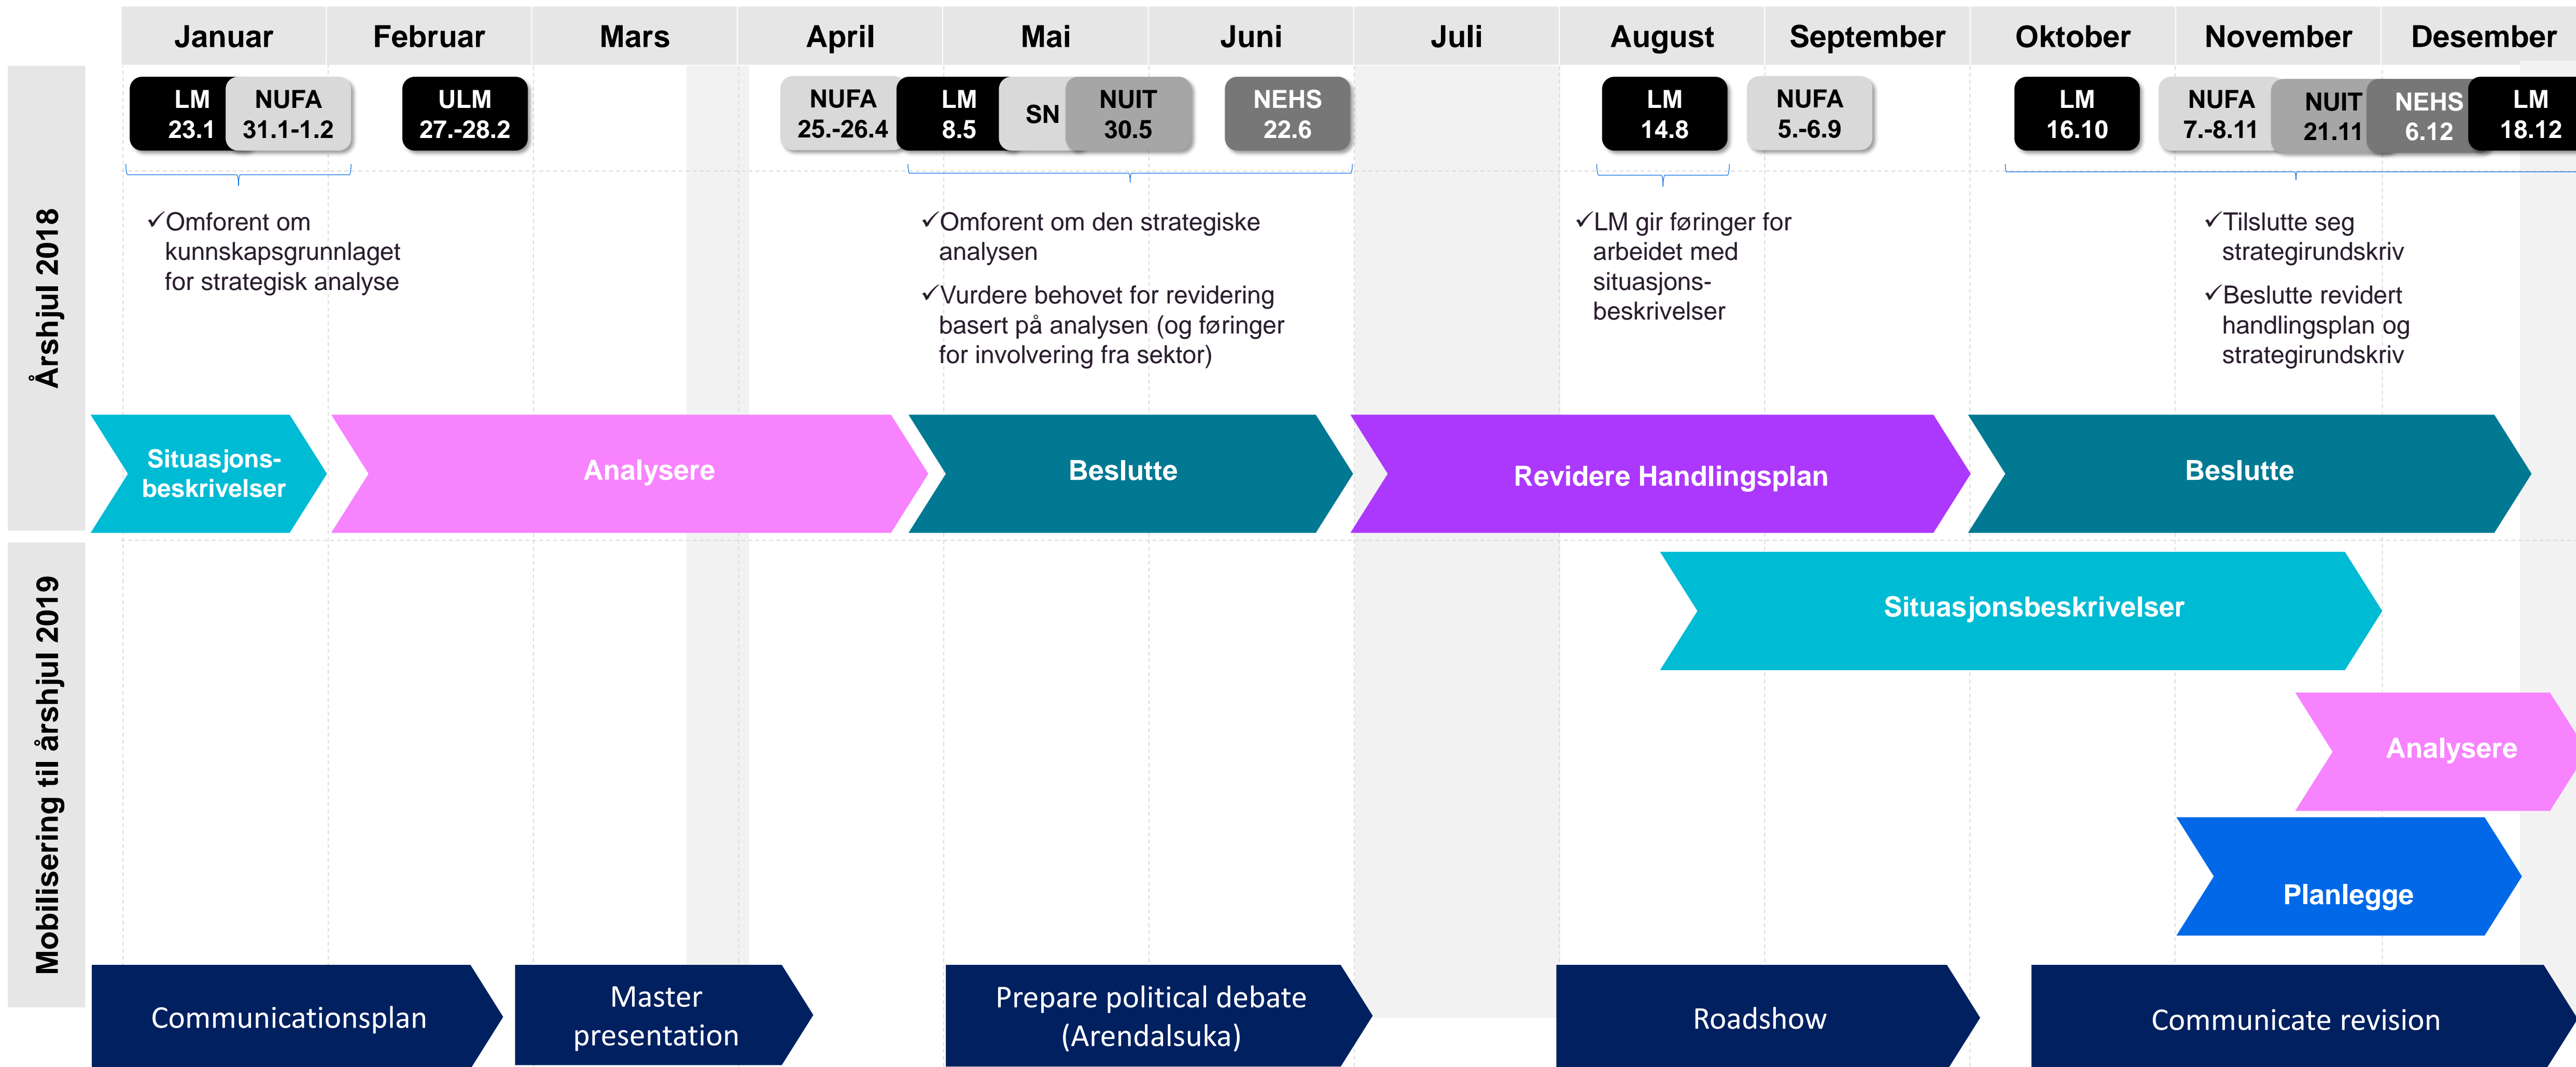 Januar
Februar
Mars
April
Mai
Juni
Juli
August
September
Oktober
November
Desember
Årshjul 2018
LM
23.1
NUFA
31.1-1.2
ULM
27.-28.2
NUFA
25.-26.4
LM
8.5
SN
NUIT
30.5
NEHS
22.6
LM
14.8
NUFA
5.-6.9
LM
16.10
NUFA
7.-8.11
NUIT
21.11
NEHS
6.12
LM
18.12
✓Omforent om
kunnskapsgrunnlaget
for strategisk analyse
✓Omforent om den strategiske
analysen
✓Vurdere behovet for revidering
basert på analysen (og føringer
for involvering fra sektor)
✓LM gir føringer for
arbeidet med
situasjons-
beskrivelser
✓Tilslutte seg
strategirundskriv
✓Beslutte revidert
handlingsplan og
strategirundskriv
Situasjons-
beskrivelser
Analysere
Beslutte
Revidere Handlingsplan
Beslutte
Mobilisering til årshjul 2019
Situasjonsbeskrivelser
Analysere
Planlegge
Communicationsplan
Master
presentation
Prepare political debate
(Arendalsuka)
Roadshow
Communicate revision